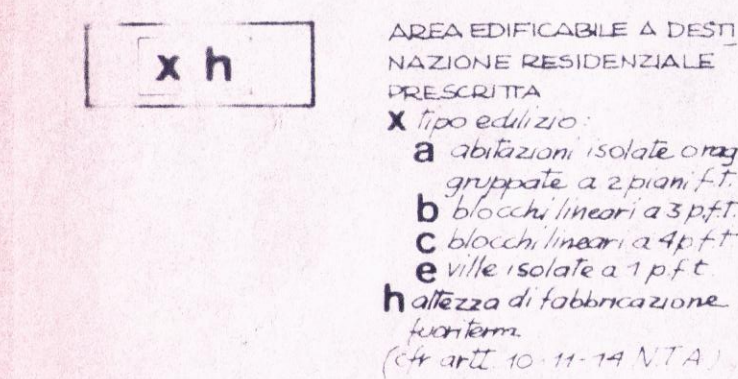 x h
AREA EDIFICABILE A DESTI
NAZIONE RESIDENZIALE
PRESCRITTA
x tipo edilizio:
a abitazioni isolate o rag
gruppate a 2 piani f.t.
b blocchi lineari a 3 p.f.t.
c blocchi lineari a 4 p.f.t
e ville isolate a 1 p.f.t.
h altezza di fabbricazione
fuori term.
(cfr artt. 10-11-14 N.T.A.)